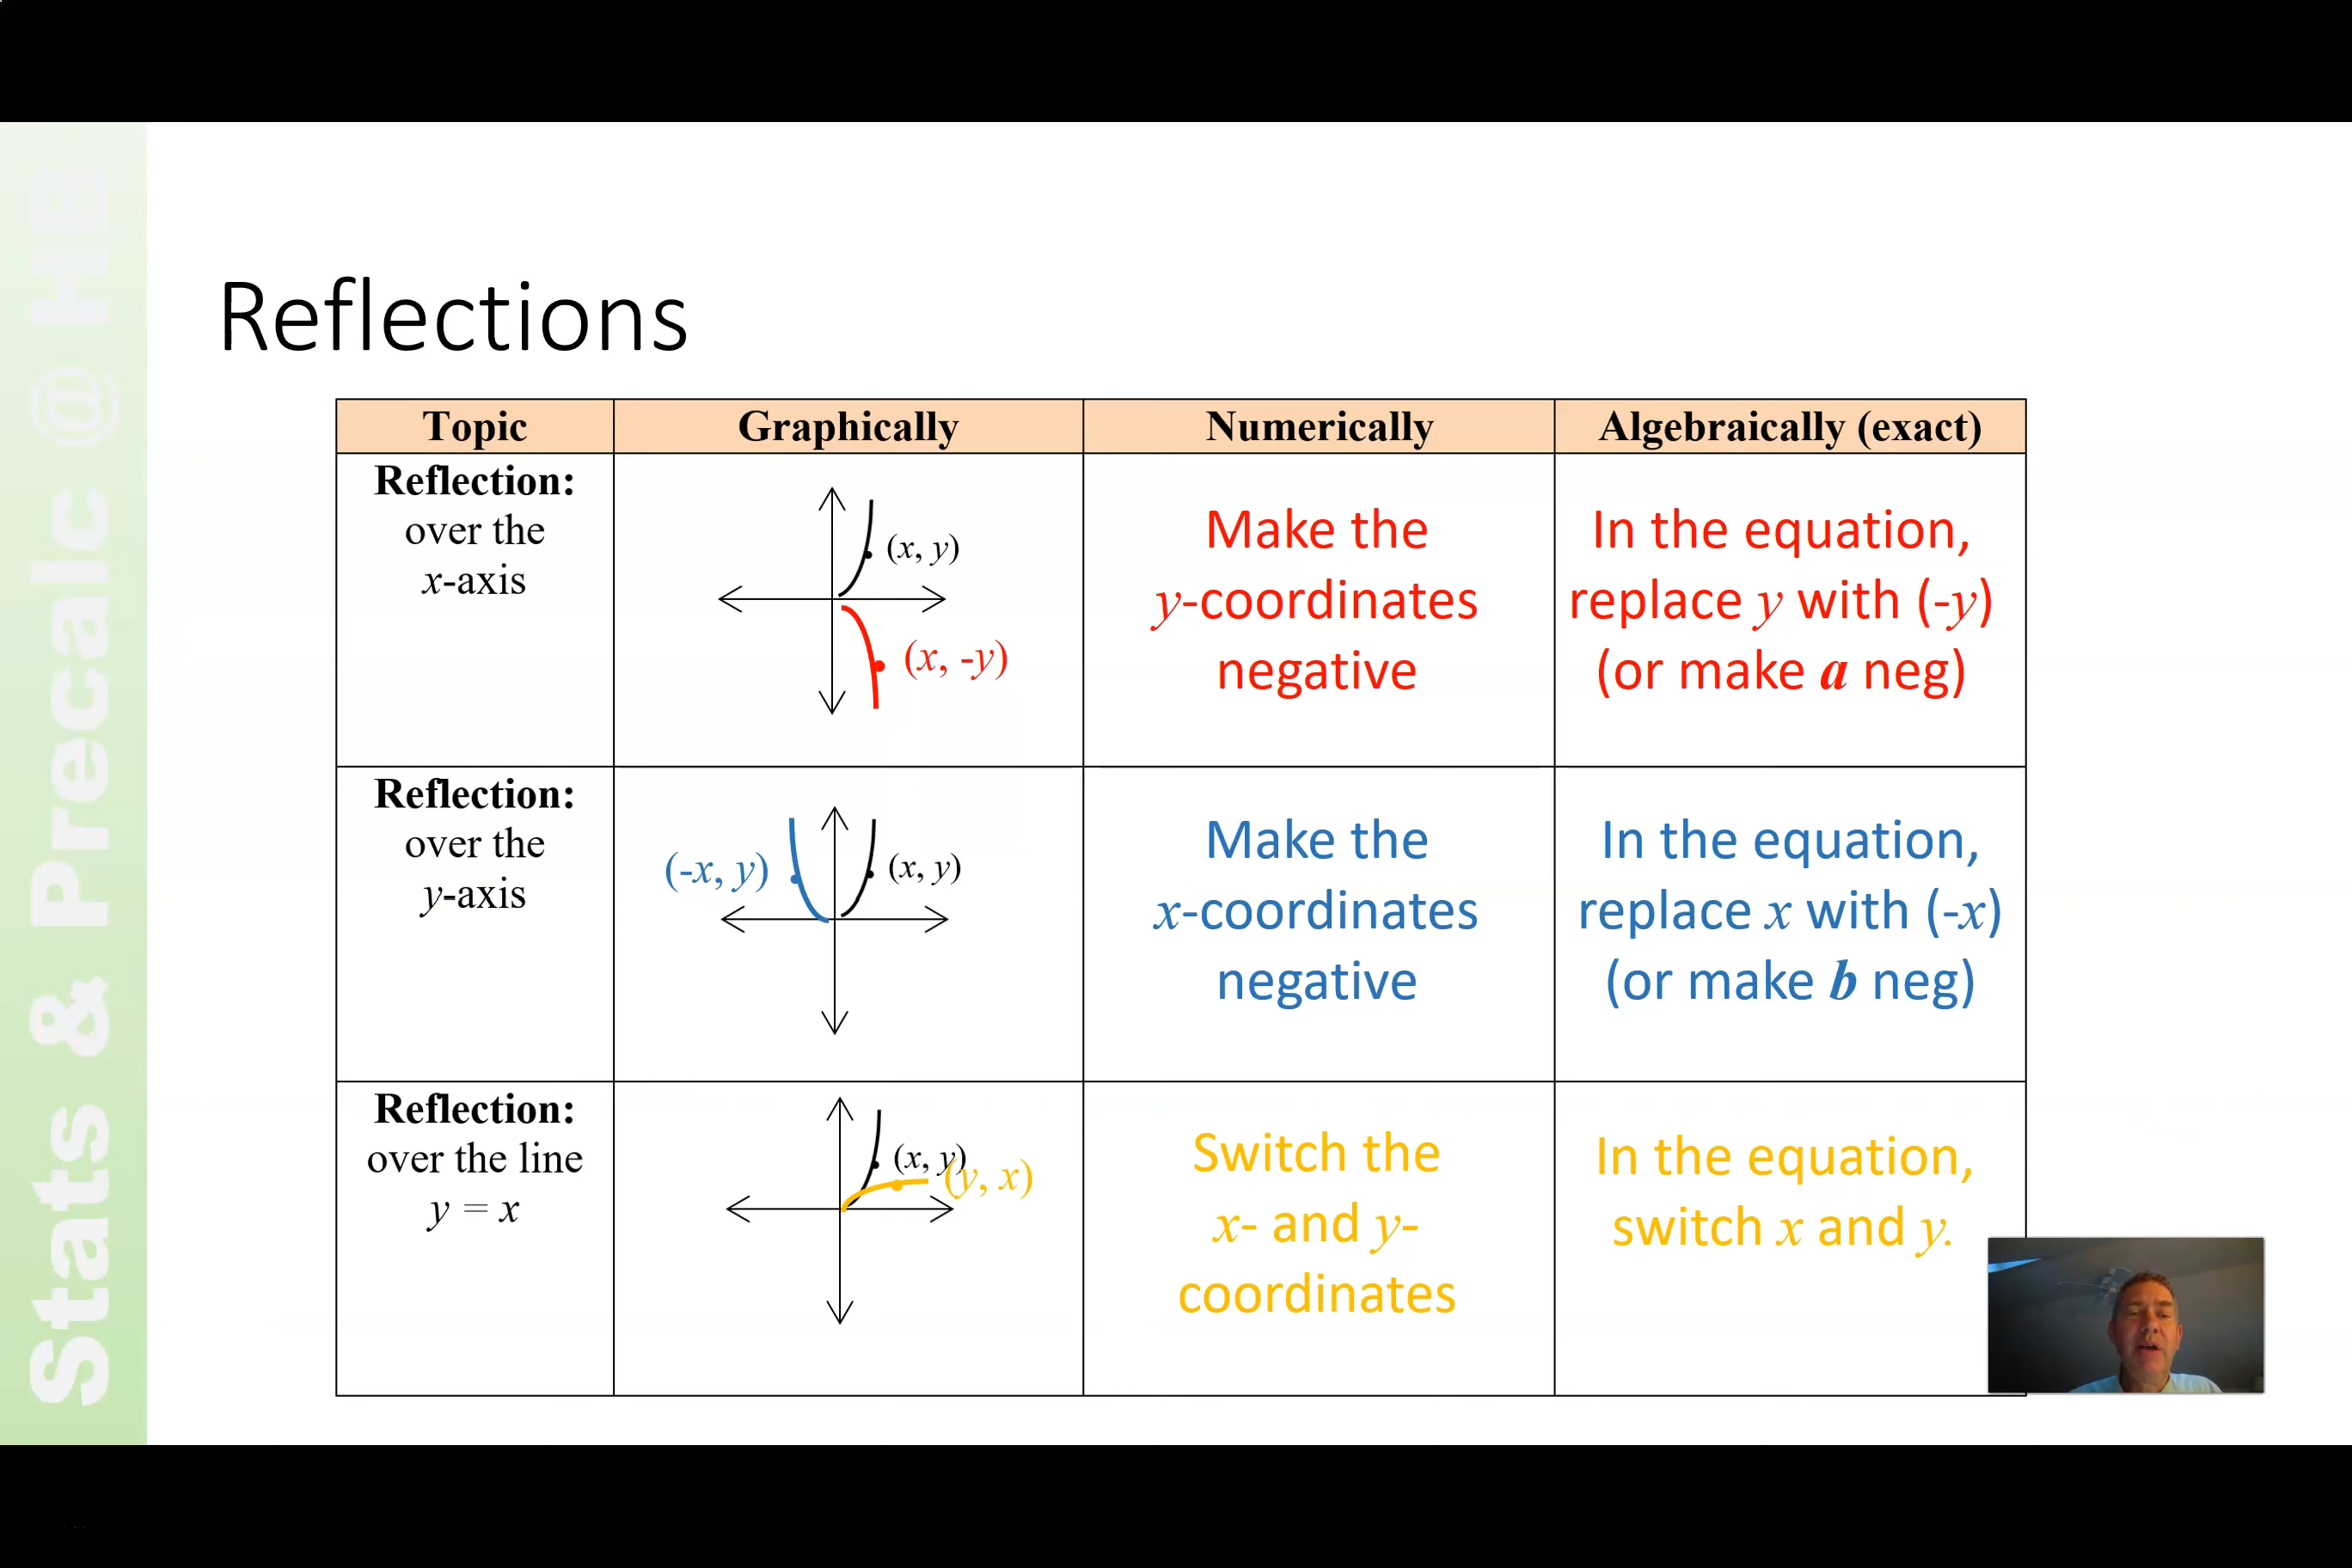 Stats & Precalc @ HB
Reflections
Topic
Graphically
Numerically
Algebraically (exact)
Reflection:
over the
x-axis
(x, y)
(x, -y)
Make the
y-coordinates
negative
In the equation,
replace y with (-y)
(or make a neg)
Reflection:
over the
y-axis
(-x, y)
(x, y)
Make the
x-coordinates
negative
In the equation,
replace x with (-x)
(or make b neg)
Reflection:
over the line
y = x
(x, y)
(y, x)
Switch the
x- and y-
coordinates
In the equation,
switch x and y.